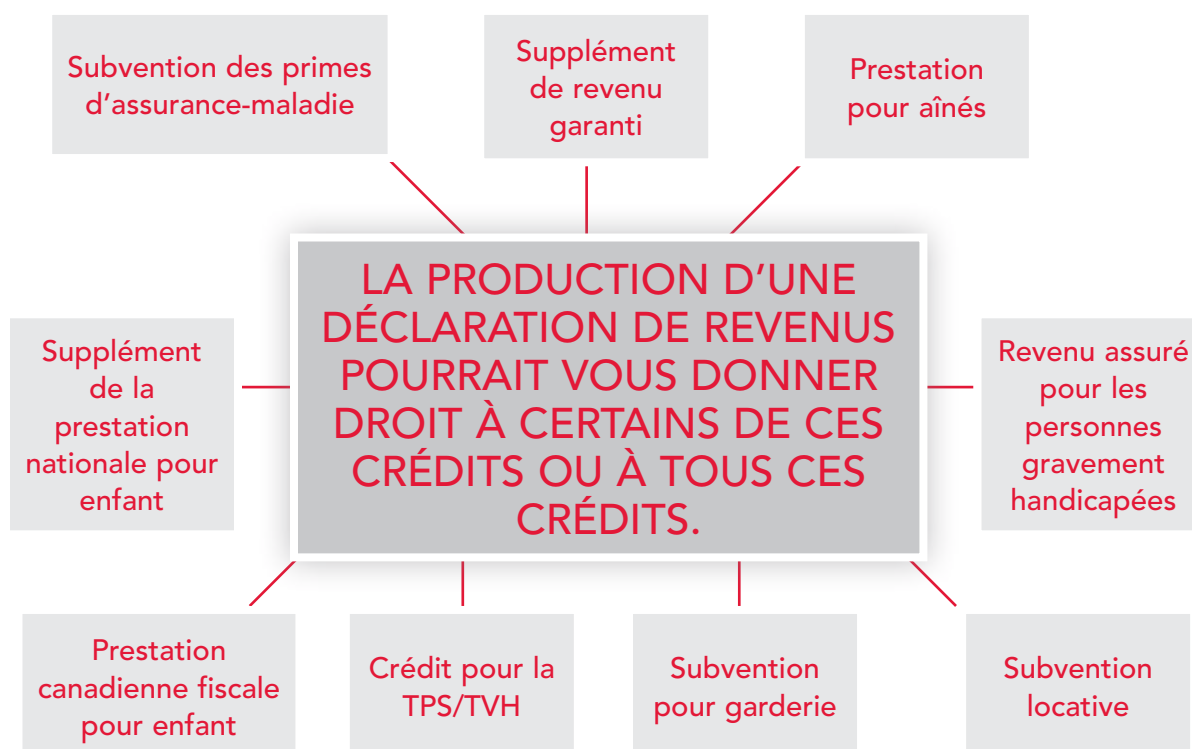 Subvention des primes
d’assurance-maladie
Supplément
de revenu
garanti
Prestation
pour aînés
LA PRODUCTION D’UNE
DÉCLARATION DE REVENUS
POURRAIT VOUS DONNER
DROIT À CERTAINS DE CES
CRÉDITS OU À TOUS CES
CRÉDITS.
Supplément
de la
prestation
nationale pour
enfant
Revenu assuré
pour les
personnes
gravement
handicapées
Prestation
canadienne fiscale
pour enfant
Crédit pour la
TPS/TVH
Subvention
pour garderie
Subvention
locative